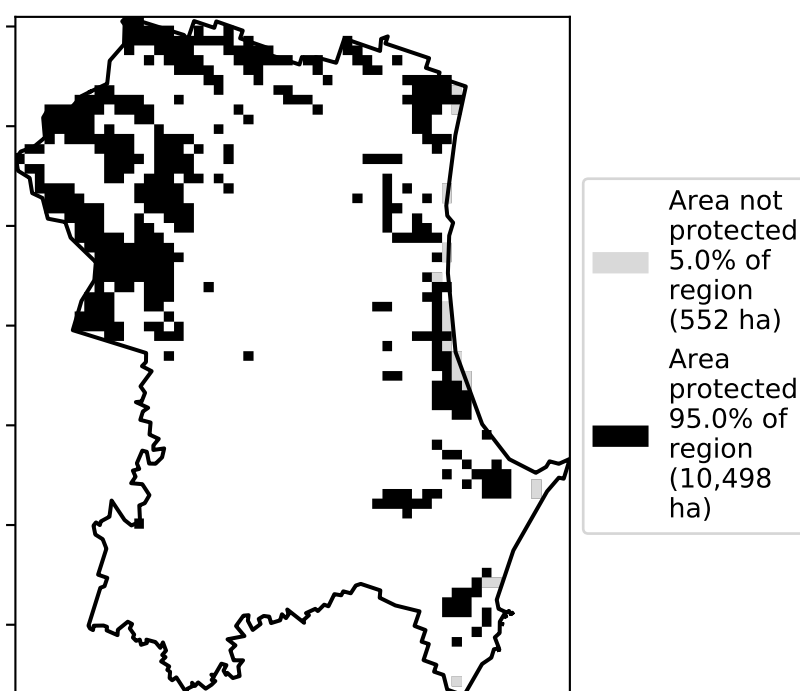 Area not
protected
5.0% of
region
(552 ha)
Area
protected
95.0% of
region
(10,498
ha)